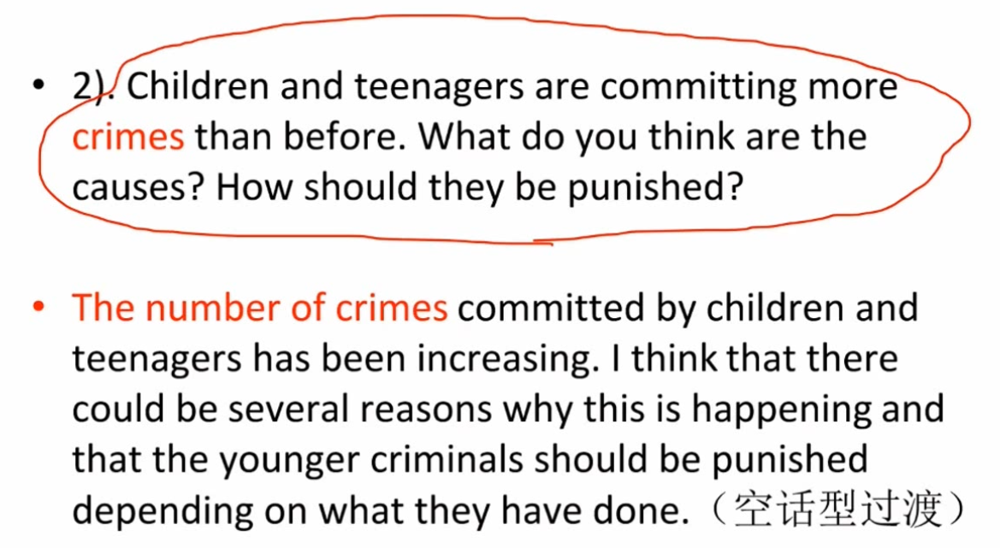 • 2). Children and teenagers are committing more
crimes than before. What do you think are the
causes? How should they be punished?
• The number of crimes committed by children and
teenagers has been increasing. I think that there
could be several reasons why this is happening and
that the younger criminals should be punished
depending on what they have done.（空话型过渡）